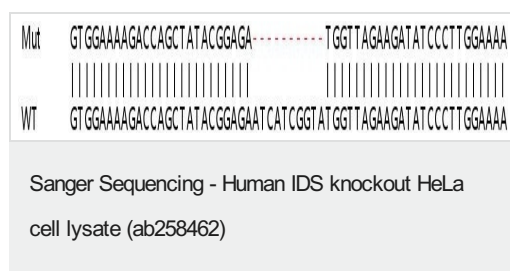 Mut GTGGAAAAGACCAGCTATACGGAGA----------TGGTTAGAAGATATCCCTTGGAAAA
WT GTGGAAAAGACCAGCTATACGGAGAATCATCGGTATGGTTAGAAGATATCCCTTGGAAAA
Sanger Sequencing - Human IDS knockout HeLa
cell lysate (ab258462)